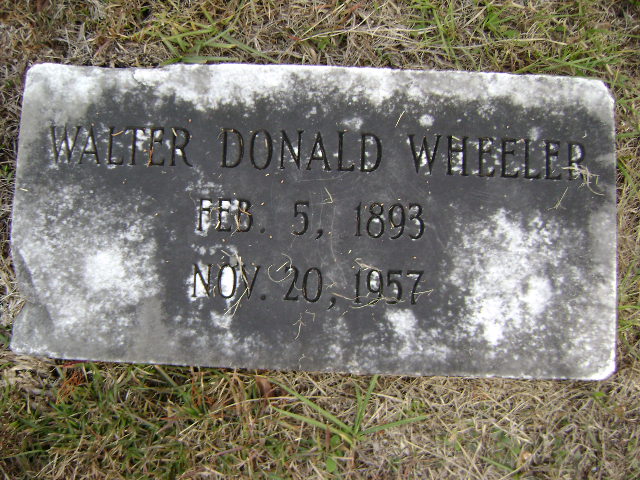 WALTER DONALD WHEELER
FEB. 5, 1893
NOV. 20, 1957